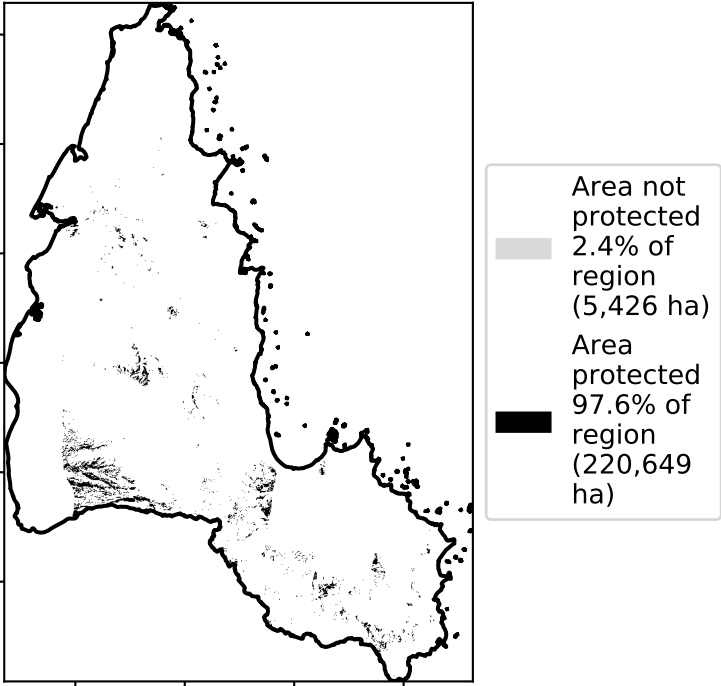 Area not
protected
2.4% of
region
(5,426 ha)
Area
protected
97.6% of
region
(220,649
ha)